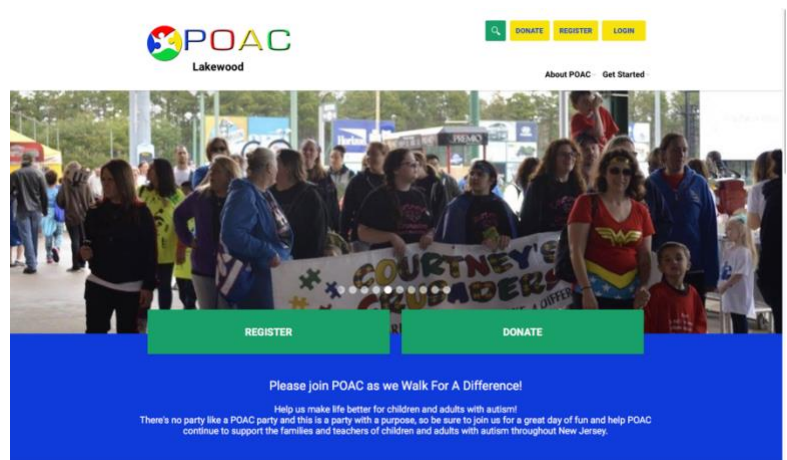 POAC
Lakewood
DONATE
REGISTER
LOGIN
About POAC
Get Started
PREMIO
COURTNEY'S
CRUSADERS
A DIFFER
REGISTER
DONATE
Please join POAC as we Walk For A Difference!
Help us make life better for children and adults with autism!
There's no party like a POAC party and this is a party with a purpose, so be sure to join us for a great day of fun and help POAC
continue to support the families and teachers of children and adults with autism throughout New Jersey.